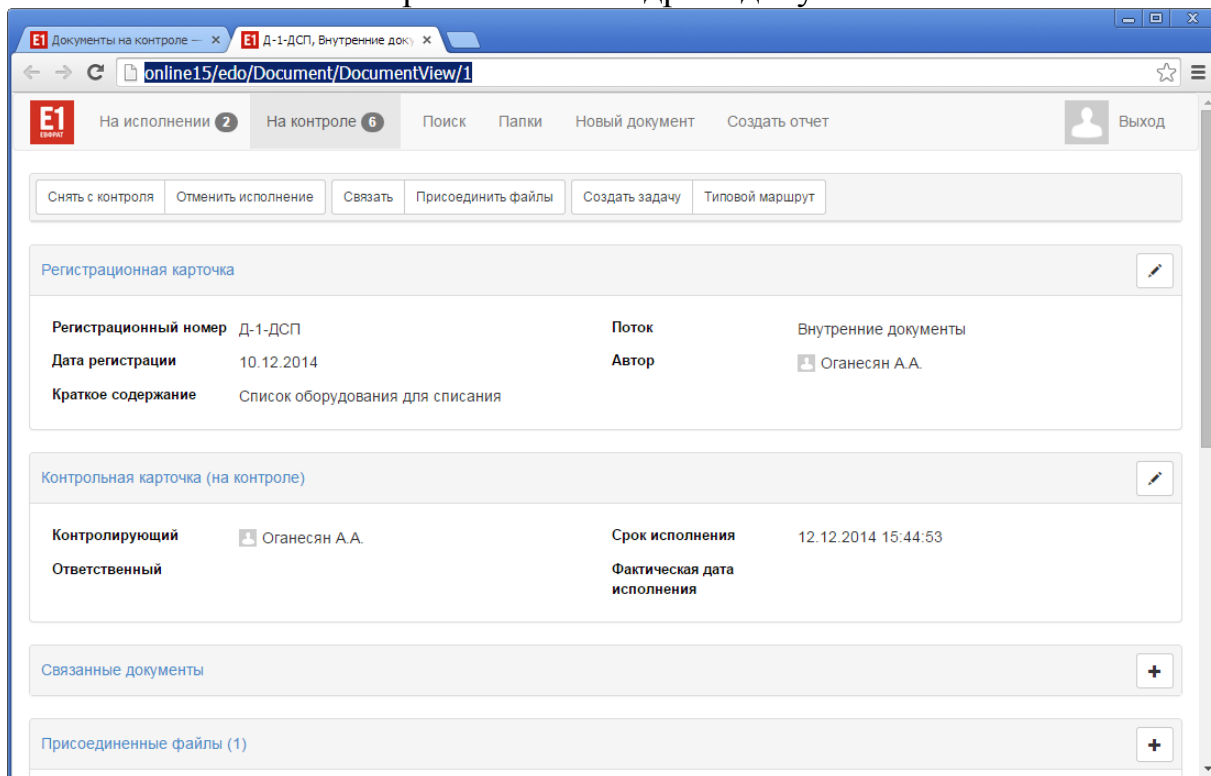 Документы на контроле —
Д-1-ДСП, Внутренние доку
online15/edo/Document/DocumentView/1
Е1 ЕВФРАТ На исполнении 2 На контроле 6 Поиск Папки Новый документ Создать отчет Выход
Снять с контроля Отменить исполнение Связать Присоединить файлы Создать задачу Типовой маршрут
Регистрационная карточка
Регистрационный номер Д-1-ДСП Поток Внутренние документы
Дата регистрации 10.12.2014 Автор Оганесян А.А.
Краткое содержание Список оборудования для списания
Контрольная карточка (на контроле)
Контролирующий Оганесян А.А. Срок исполнения 12.12.2014 15:44:53
Ответственный Фактическая дата
исполнения
Связанные документы
Присоединенные файлы (1)